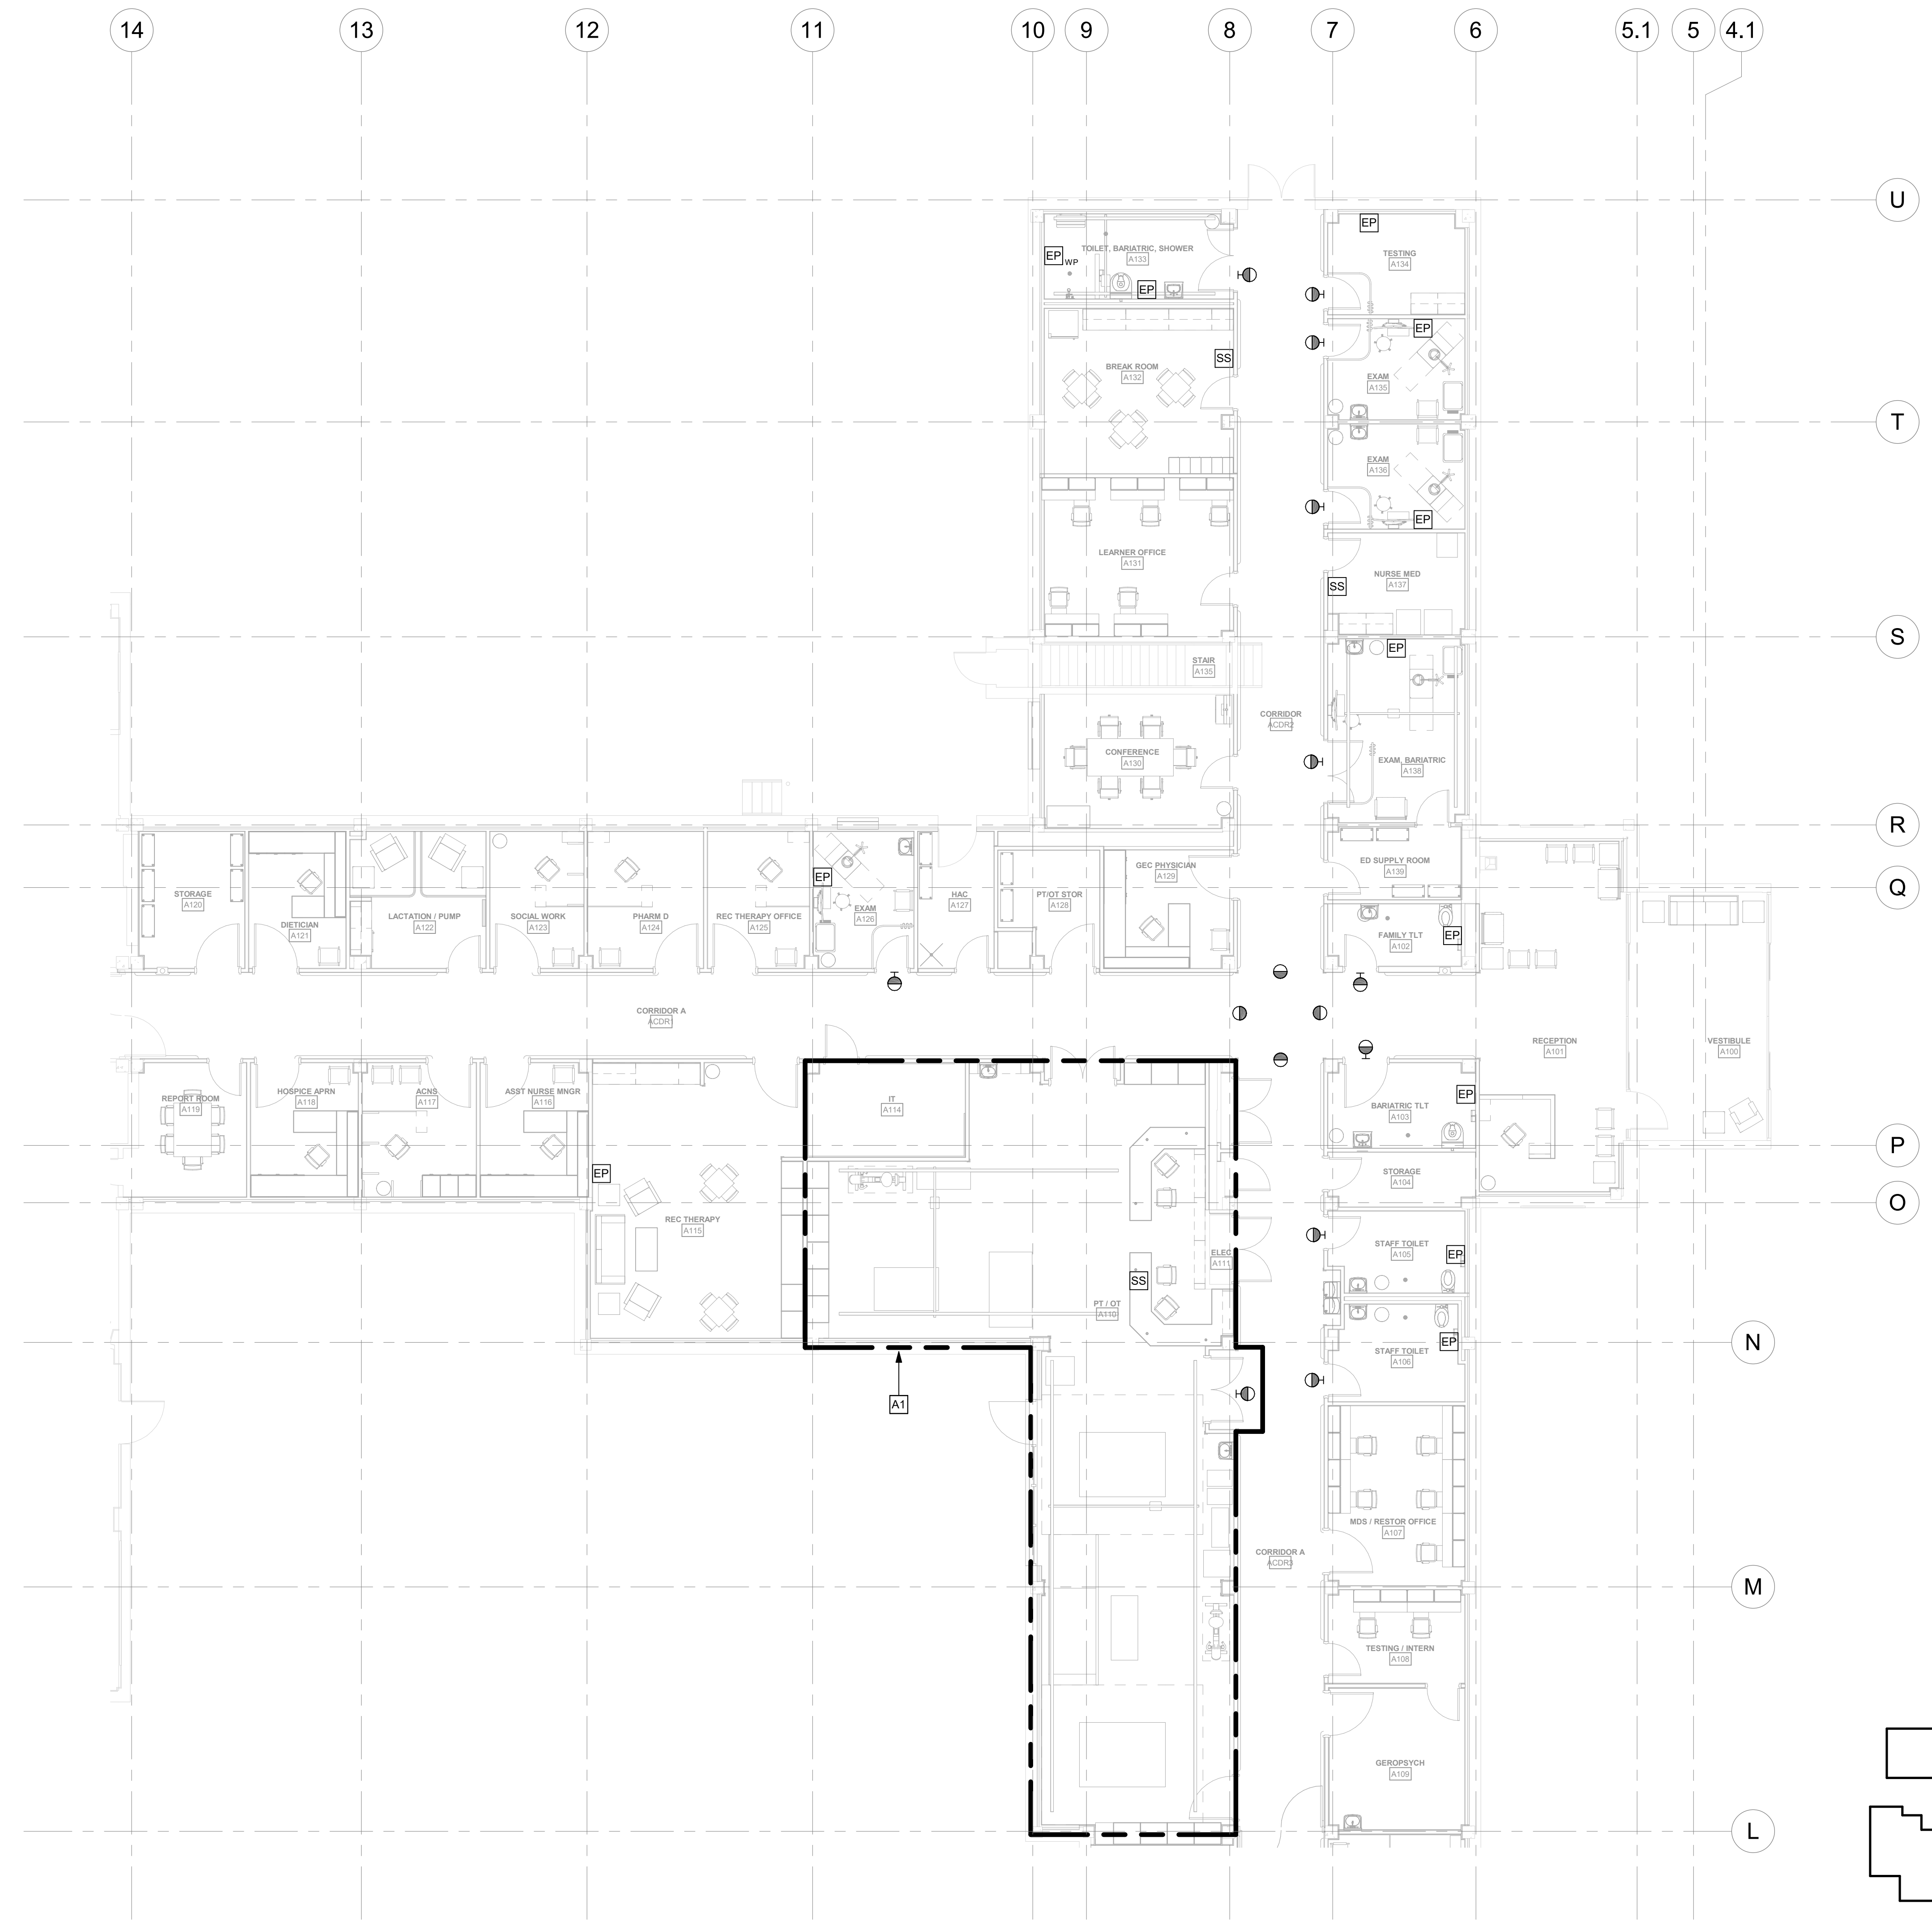 14 13 12 11 10 9 8 7 6 5.1 5 4.1
U
EP
TOILET, BARIATRIC, SHOWER
A133
EP
WP
EP
TESTING
A134
EP
SS
BREAK ROOM
A132
EXAM
A135
T
EXAM
A136
EP
LEARNER OFFICE
A131
NURSE MED
A137
SS
S
STAIR
A135
EP
CORRIDOR
ACDR2
CONFERENCE
A130
EXAM, BARIATRIC
A138
R
ED SUPPLY ROOM
A139
GEC PHYSICIAN
A129
EP
Q
STORAGE
A120
DIETICIAN
A121
LACTATION / PUMP
A122
SOCIAL WORK
A123
PHARM D
A124
REC THERAPY OFFICE
A125
EXAM
A126
HAC
A127
PT/OT STOR
A128
FAMILY TLT
A102
EP
CORRIDOR A
ACDR1
RECEPTION
A101
VESTIBULE
A100
REPORT ROOM
A119
HOSPICE APRN
A118
ACNS
A117
ASST NURSE MNGR
A116
IT
A114
EP
BARIATRIC TLT
A103
P
EP
STORAGE
A104
O
REC THERAPY
A115
STAFF TOILET
A105
EP
ELEC
A111
SS
PT / OT
A110
N
EP
STAFF TOILET
A106
A1
MDS / RESTOR OFFICE
A107
CORRIDOR A
ACDR3
M
TESTING / INTERN
A108
GEROPSYCH
A109
L